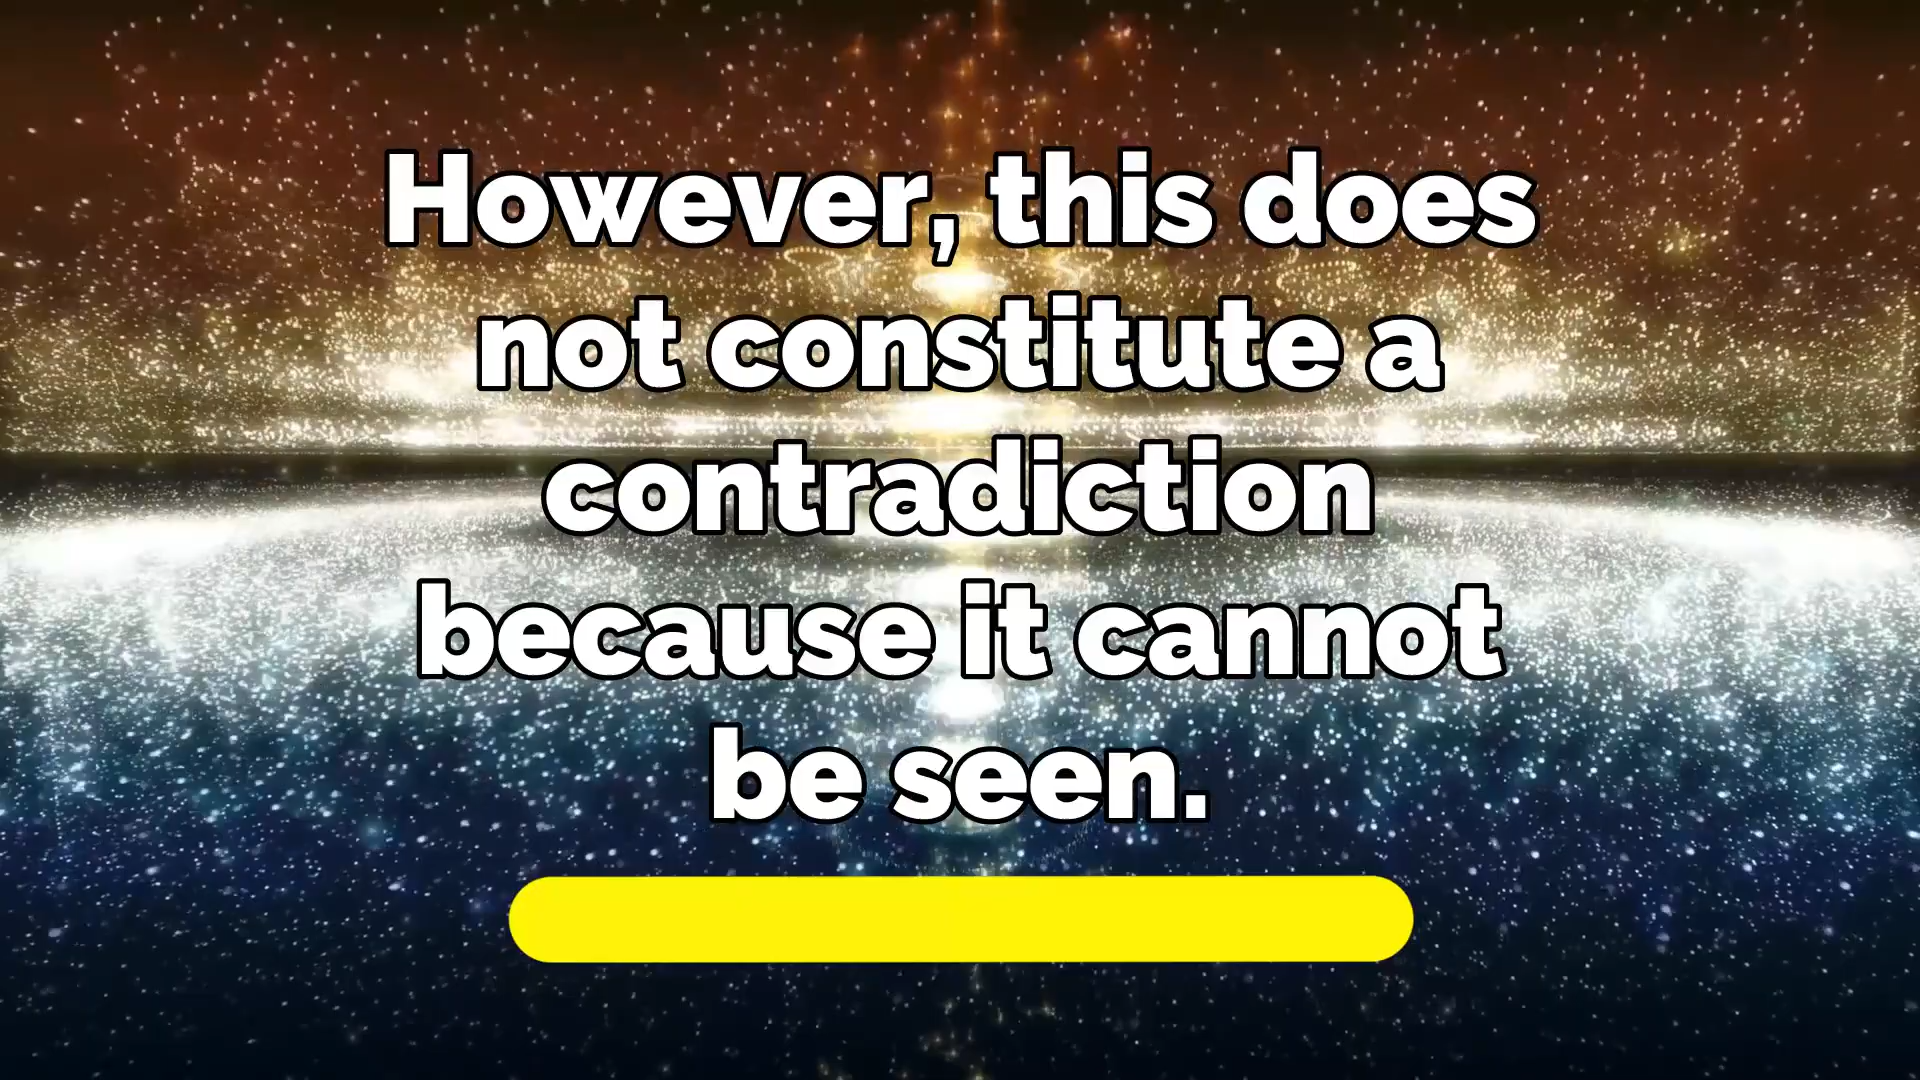 However, this does
not constitute a
contradiction
because it cannot
be seen.